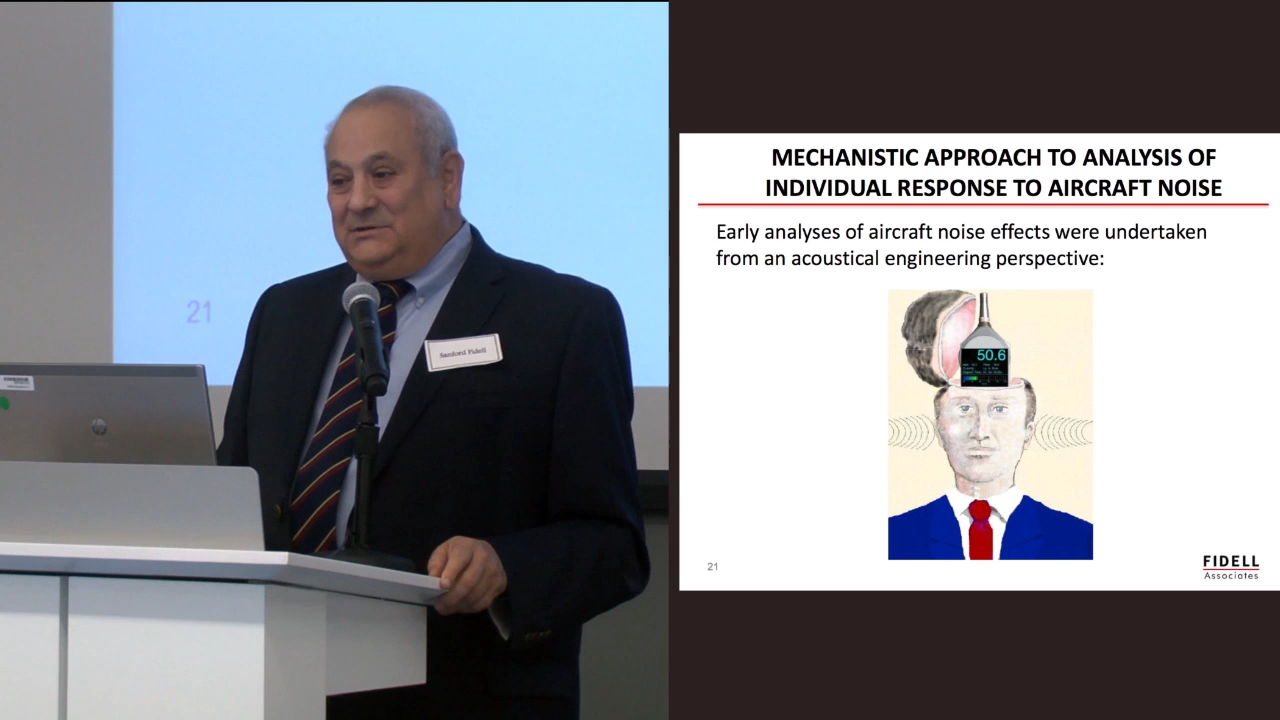 21
Sanford Fidell
MECHANISTIC APPROACH TO ANALYSIS OF
INDIVIDUAL RESPONSE TO AIRCRAFT NOISE
Early analyses of aircraft noise effects were undertaken
from an acoustical engineering perspective:
50.6
21
FIDELL
Associates